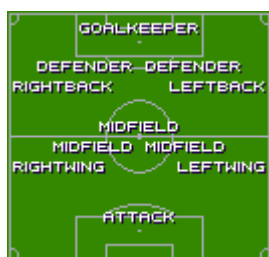 GOALKEEPER
DEFENDER DEFENDER
RIGHTBACK LEFTBACK
MIDFIELD
MIDFIELD MIDFIELD
RIGHTWING LEFTWING
ATTACK